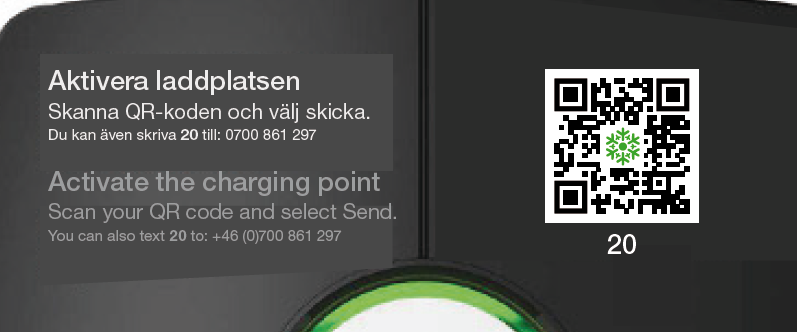 Aktivera laddplatsen
Skanna QR-koden och välj skicka.
Du kan även skriva 20 till: 0700 861 297
Activate the charging point
Scan your QR code and select Send.
You can also text 20 to: +46 (0)700 861 297
20